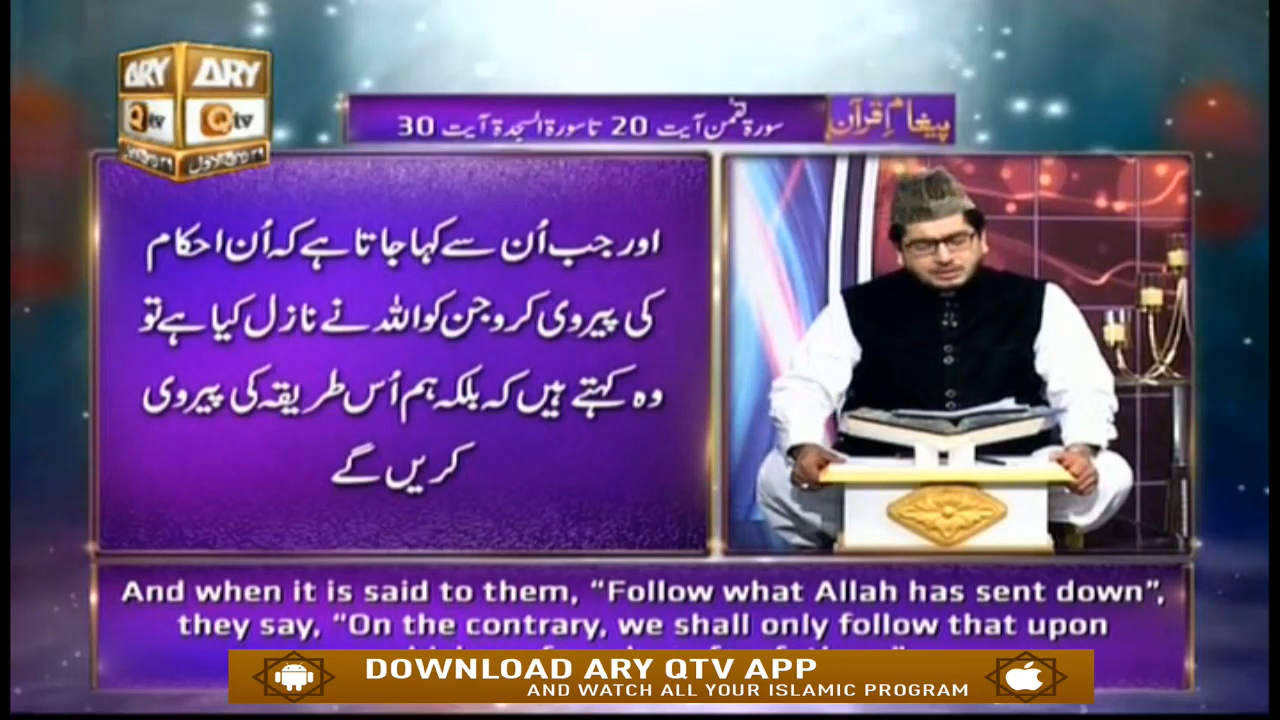 ARY ARY
Qtv Qtv
پیغام قرآن
سورۃ لقمٰن آیت 20 تا سورۃ السجدۃ آیت 30
اور جب اُن سے کہا جاتا ہے کہ اُن احکام
کی پیروی کرو جن کو اللہ نے نازل کیا ہے تو
وہ کہتے ہیں کہ بلکہ ہم اُس طریقہ کی پیروی
کریں گے
And when it is said to them, “Follow what Allah has sent down”,
they say, “On the contrary, we shall only follow that upon
DOWNLOAD ARY QTV APP
AND WATCH ALL YOUR ISLAMIC PROGRAM